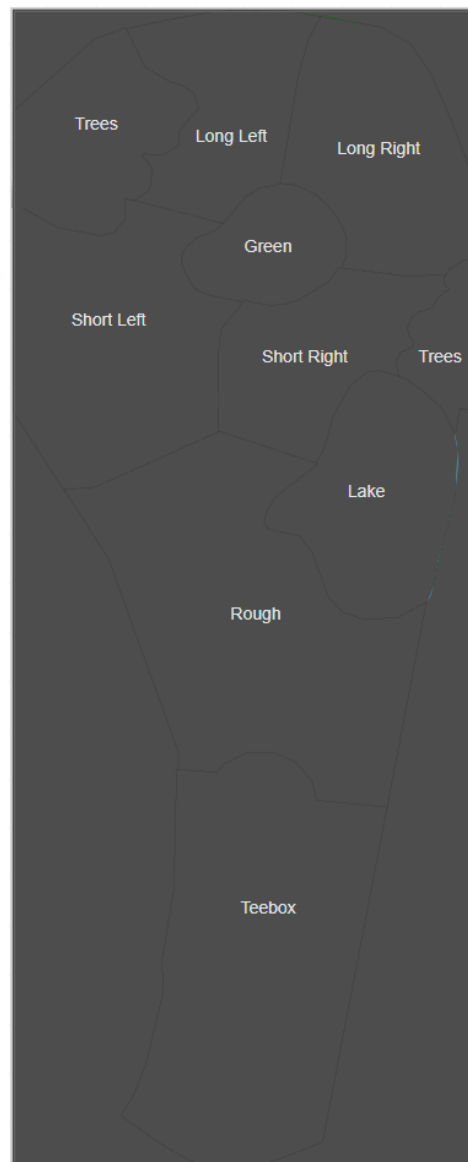 Trees
Long Left
Long Right
Green
Short Left
Short Right
Trees
Lake
Rough
Teebox